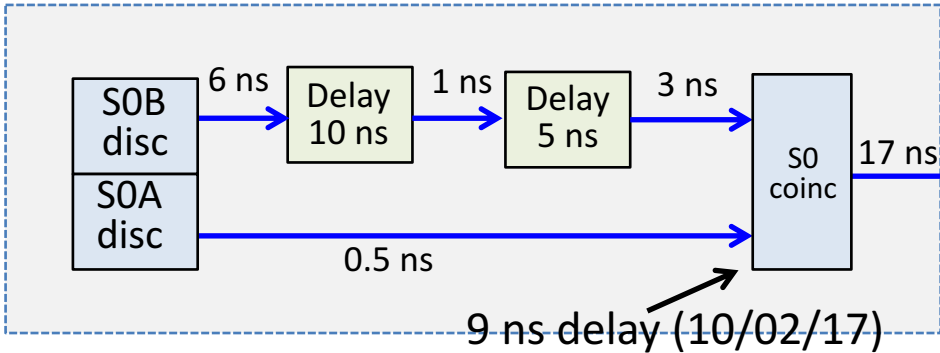 S0B
disc
6 ns
Delay
10 ns
1 ns
Delay
5 ns
3 ns
S0
coinc
17 ns
S0A
disc
0.5 ns
9 ns delay (10/02/17)